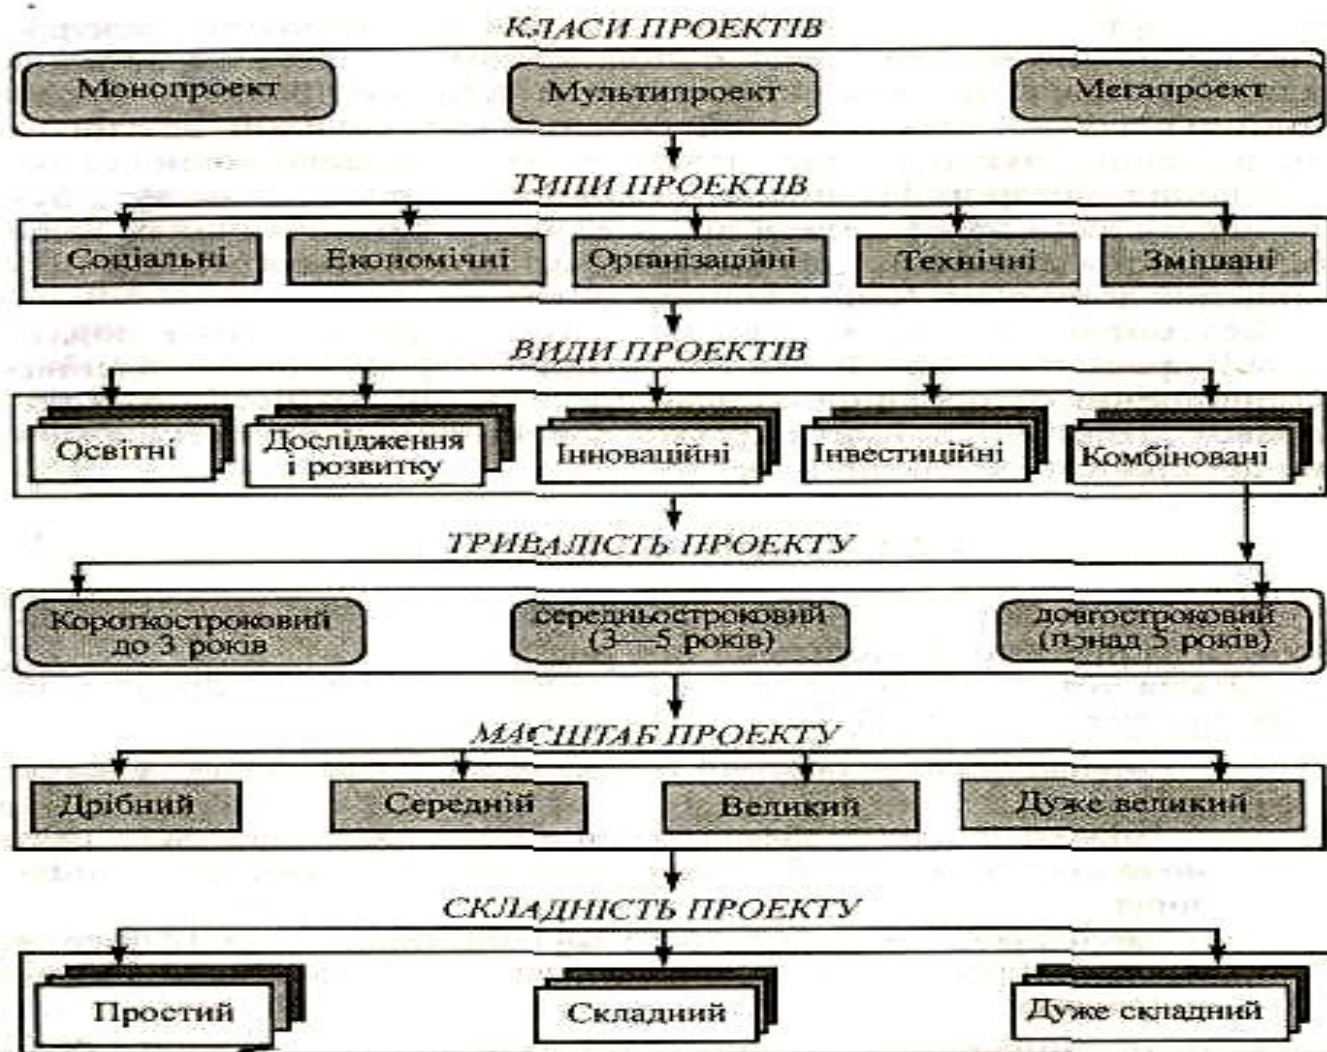 КЛАСИ ПРОЕКТІВ
Монопроект
Мультипроект
Мегапроект
ТИПИ ПРОЕКТІВ
Соціальні
Економічні
Організаційні
Технічні
Змішані
ВИДИ ПРОЕКТІВ
Освітні
Дослідження
і розвитку
Інноваційні
Інвестиційні
Комбіновані
ТРИВАЛІСТЬ ПРОЕКТУ
Короткостроковий
до 3 років
середньостроковий
(3—5 років)
довгостроковий
(понад 5 років)
МАСШТАБ ПРОЕКТУ
Дрібний
Середній
Великий
Дуже великий
СКЛАДНІСТЬ ПРОЕКТУ
Простий
Складний
Дуже складний